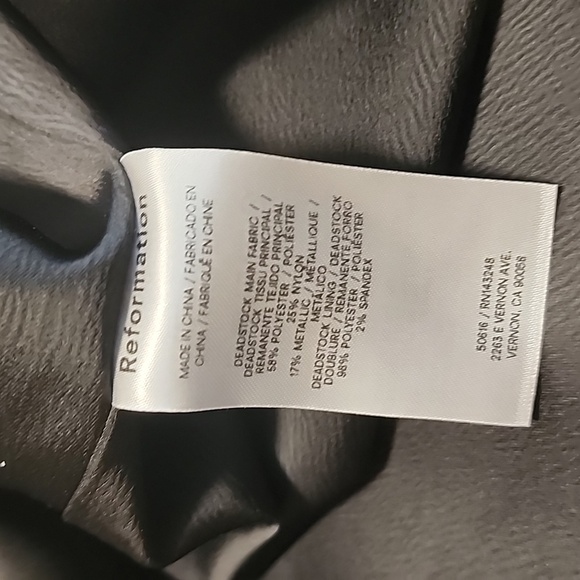 Reformation
MADE IN CHINA / FABRICADO EN
CHINA / FABRIQUÉ EN CHINE
DEADSTOCK MAIN FABRIC /
DEADSTOCK TISSU PRINCIPAL /
REMANENTE TEJIDO PRINCIPAL
58% POLYESTER / POLIÉSTER
25% NYLON
17% METALLIC / METALLIQUE /
METÁLICO
DEADSTOCK LINING / DEADSTOCK
DOUBLURE / REMANENTE FORRO
98% POLYESTER / POLIÉSTER
2% SPANDEX
50616 / RN143248
2263 E VERNON AVE.
VERNON, CA 90058